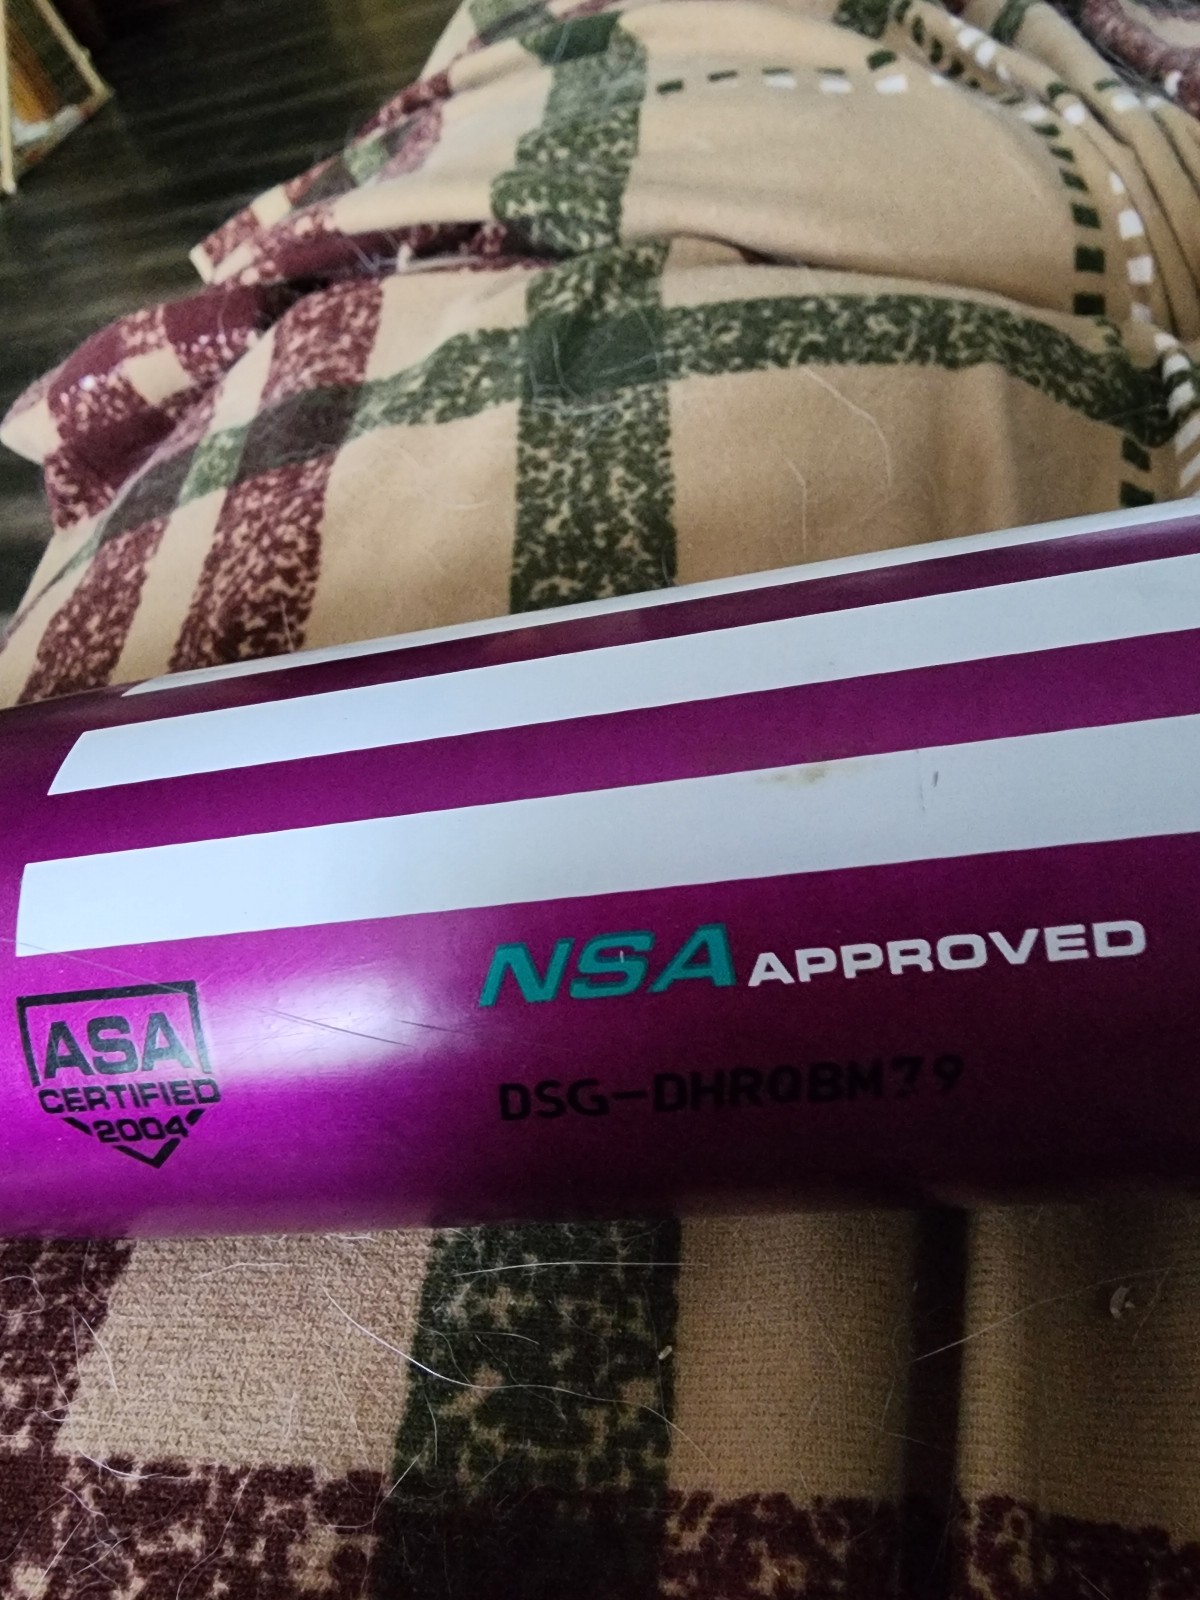 NSA APPROVED
ASA
CERTIFIED
2004
DSG-DHRQBM79